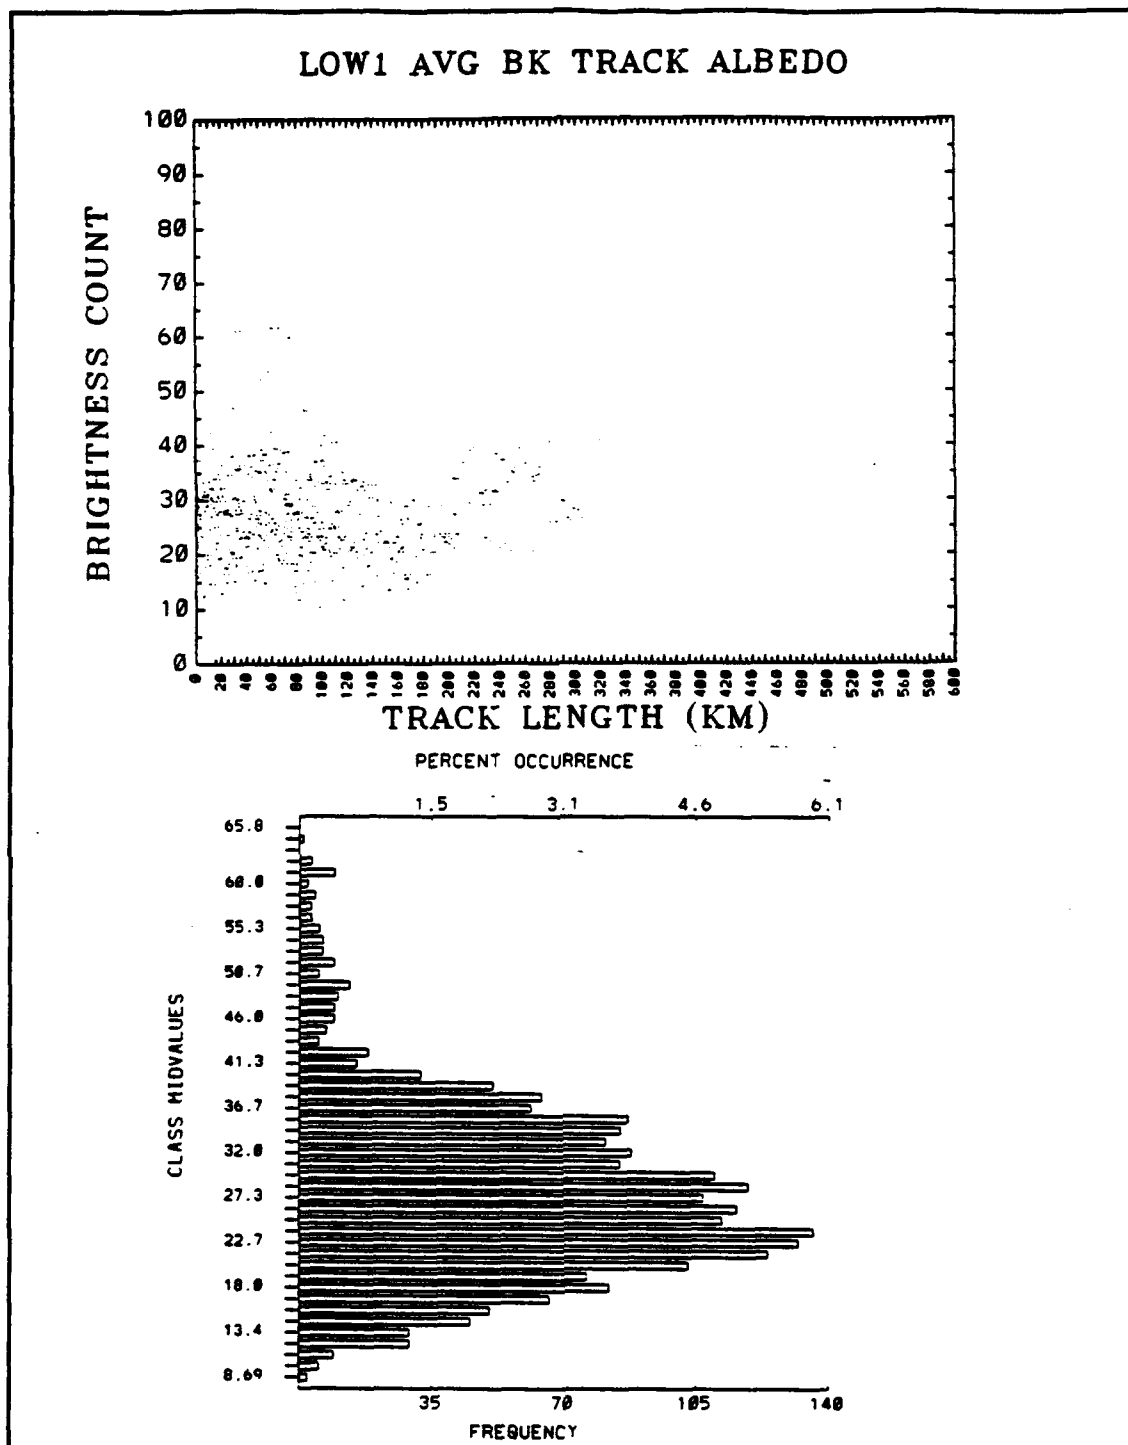 LOW1 AVG BK TRACK ALBEDO
BRIGHTNESS COUNT
100
90
80
70
60
50
40
30
20
10
0
0 20 40 60 80 100 120 140 160 180 200 220 240 260 280 300 320 340 360 380 400 420 440 460 480 500 520 540 560 580 600
TRACK LENGTH (KM)
PERCENT OCCURRENCE
1.5 3.1 4.6 6.1
CLASS MIDVALUES
65.8
60.0
55.3
50.7
46.0
41.3
36.7
32.0
27.3
22.7
18.0
13.4
8.69
35 70 105 140
FREQUENCY